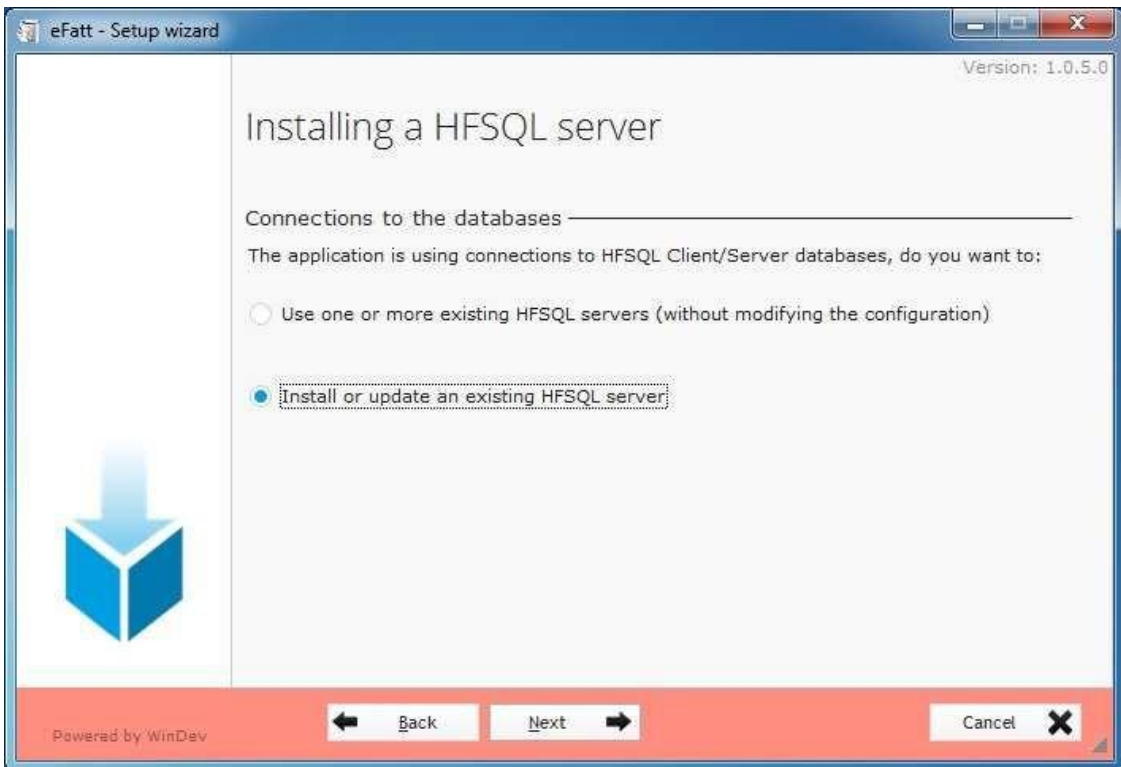 eFatt - Setup wizard
Version: 1.0.5.0
Installing a HFSQL server
Connections to the databases
The application is using connections to HFSQL Client/Server databases, do you want to:
Use one or more existing HFSQL servers (without modifying the configuration)
Install or update an existing HFSQL server
Powered by WinDev
Back
Next
Cancel